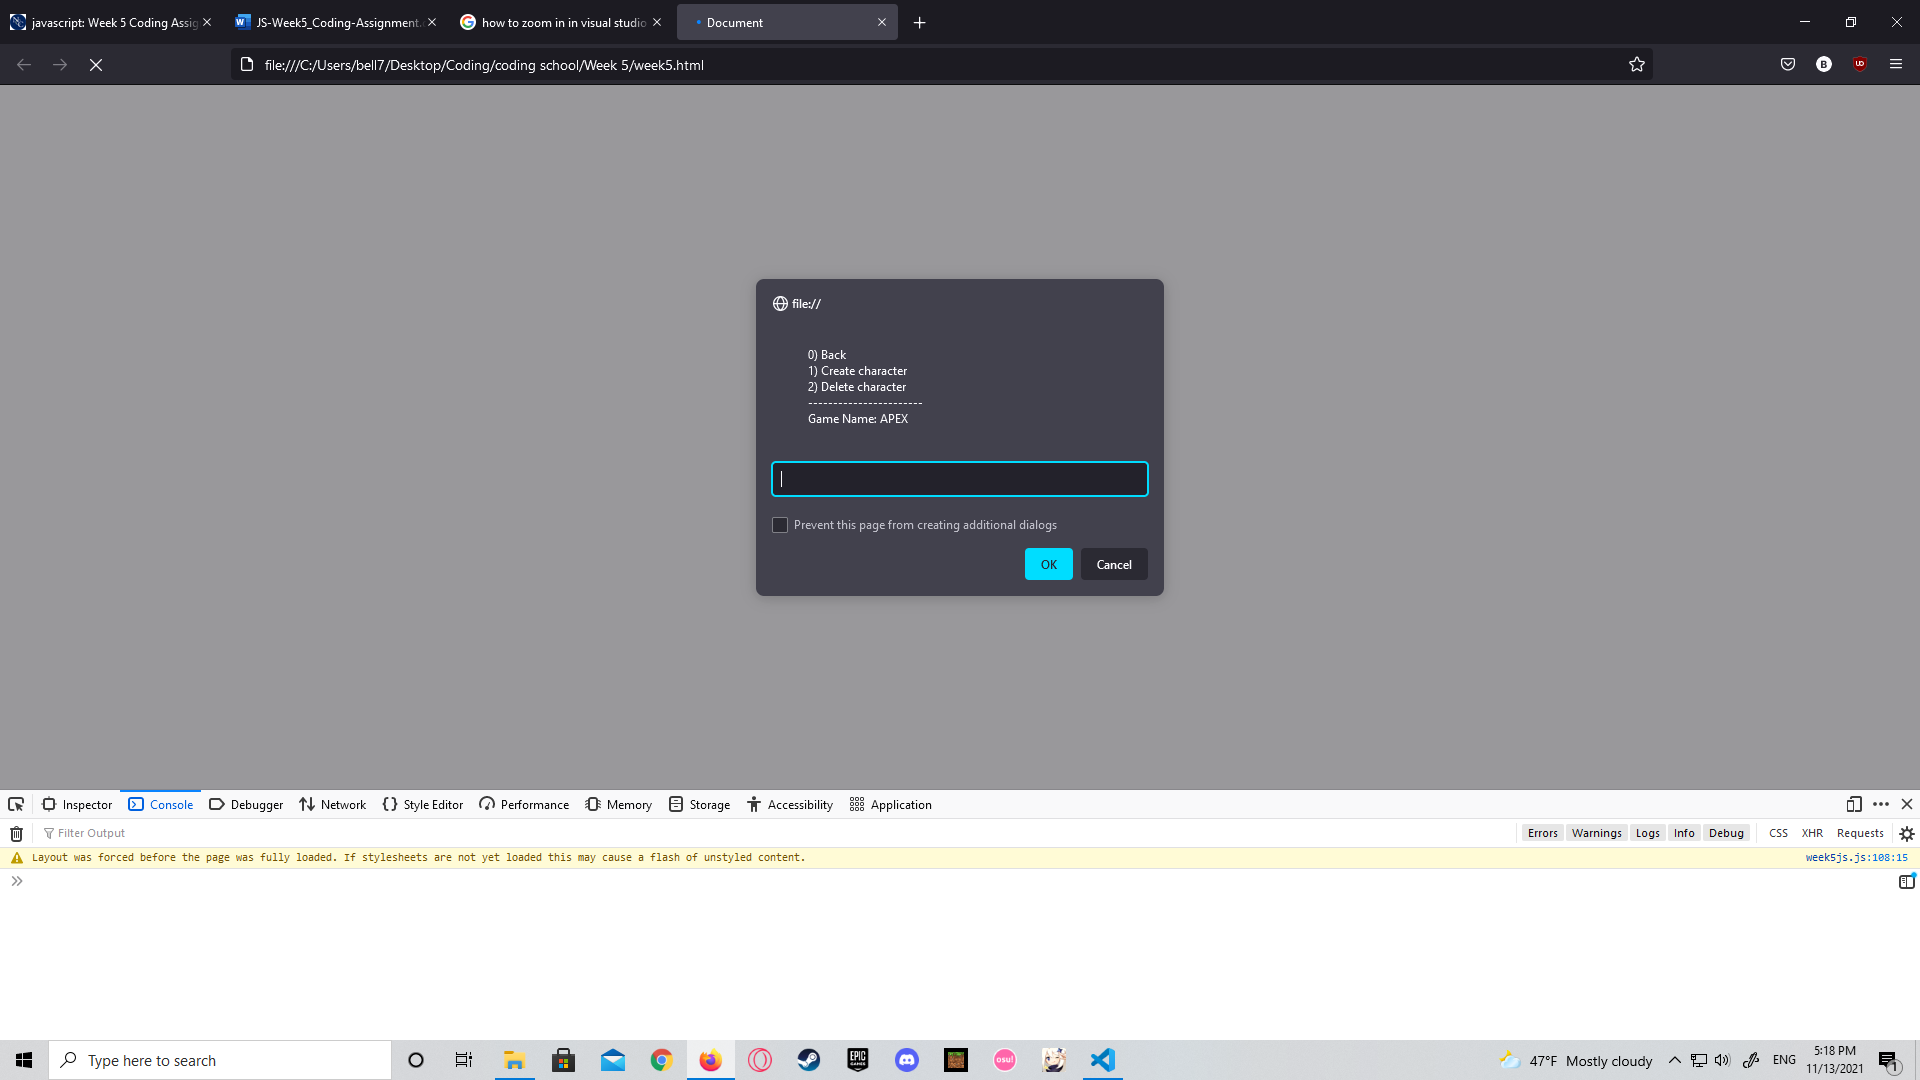 javascript: Week 5 Coding Assig
JS-Week5_Coding-Assignment.
how to zoom in in visual studio
Document
file:///C:/Users/bell7/Desktop/Coding/coding school/Week 5/week5.html
B
file://
0) Back
1) Create character
2) Delete character
-----------------------
Game Name: APEX
Prevent this page from creating additional dialogs
OK
Cancel
Inspector
Console
Debugger
Network
Style Editor
Performance
Memory
Storage
Accessibility
Application
Filter Output
Errors
Warnings
Logs
Info
Debug
CSS
XHR
Requests
Layout was forced before the page was fully loaded. If stylesheets are not yet loaded this may cause a flash of unstyled content.
week5js.js:108:15
Type here to search
EPIC
GAMES
osu!
47°F Mostly cloudy
ENG
5:18 PM
11/13/2021
1